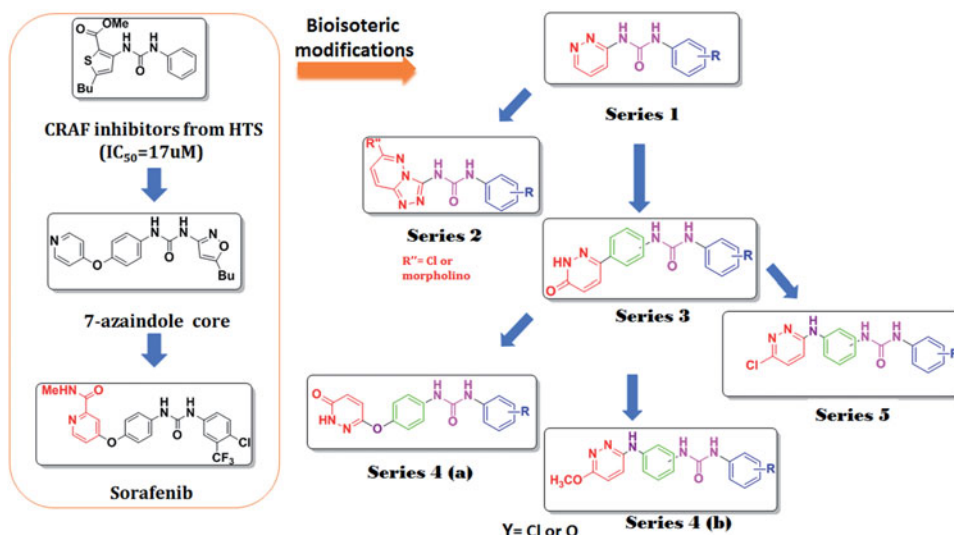 OMe
O
H
N
H
N
S
O
Bu
CRAF inhibitors from HTS
(IC50=17uM)
N
H
N
H
N
O
O
N
O
Bu
7-azaindole core
MeHN
O
N
O
H
N
H
N
O
Cl
CF3
Sorafenib
Bioisoteric
modifications
N
N
H
N
H
N
O
R
Series 1
R"
N
N
N
N
H
N
H
N
O
R
Series 2
R"= Cl or
morpholino
HN
N
O
H
N
H
N
O
R
Series 3
O
HN
N
O
H
N
H
N
O
R
Series 4 (a)
N
N
H3CO
H
N
H
N
H
N
O
R
Series 4 (b)
Y= Cl or O
N
N
Cl
H
N
H
N
H
N
O
R
Series 5